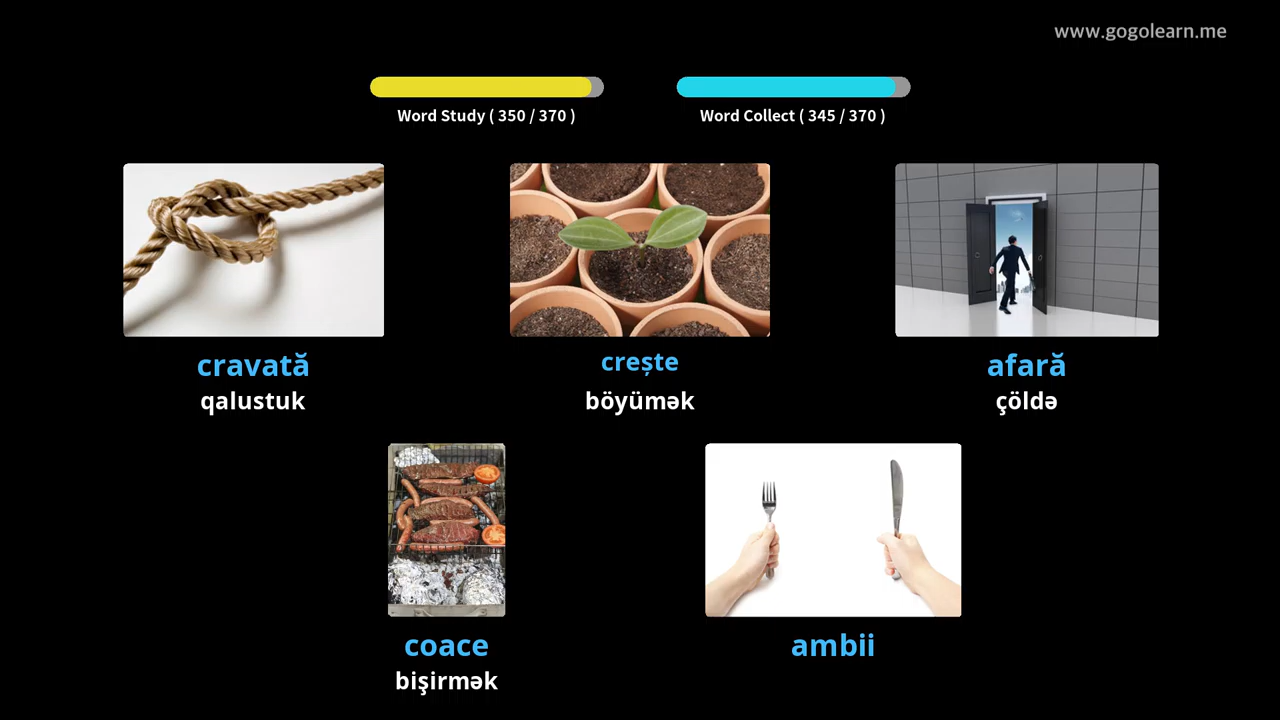 www.gogolearn.me
Word Study ( 350 / 370 )
Word Collect ( 345 / 370 )
cravată
crește
afară
qalustuk
böyümək
çöldə
coace
ambii
bişirmək